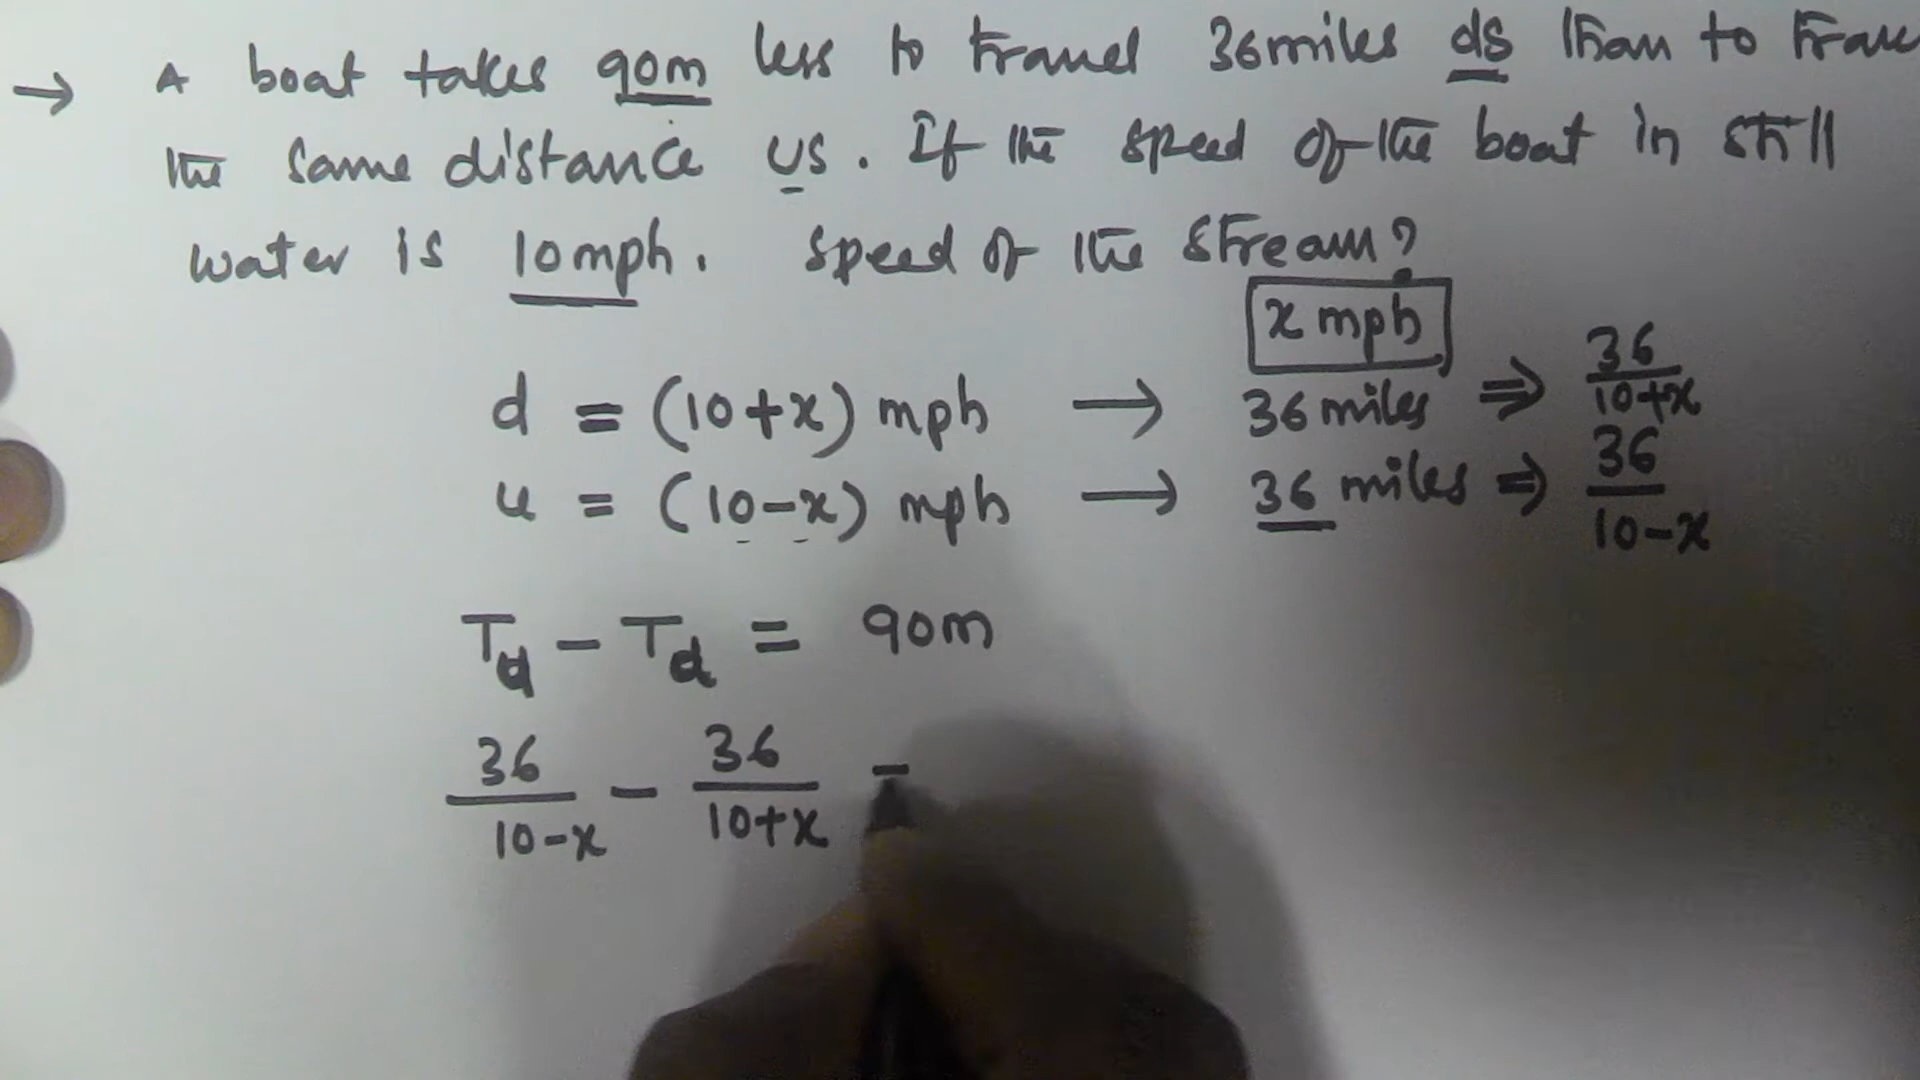 → A boat takes 90m less to travel 36miles ds than to
the same distance us. If the speed of the boat in still
water is 10mph. speed of the stream?
x mph
d = (10+x) mph → 36 miles ⇒ 36/10+x
u = (10-x) mph → 36 miles ⇒ 36/10-x
Tu - Td = 90m
36/10-x - 36/10+x =